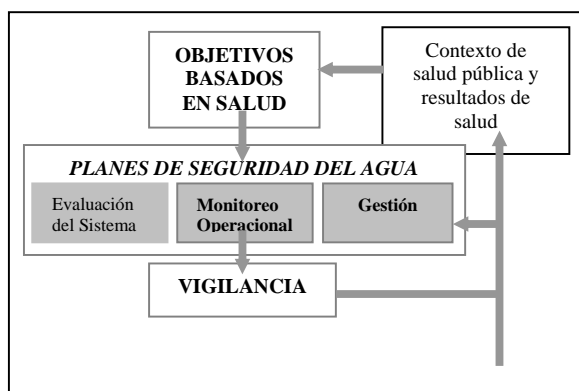 OBJETIVOS
BASADOS
EN SALUD
Contexto de
salud pública y
resultados de
salud
PLANES DE SEGURIDAD DEL AGUA
Evaluación
del Sistema
Monitoreo
Operacional
Gestión
VIGILANCIA